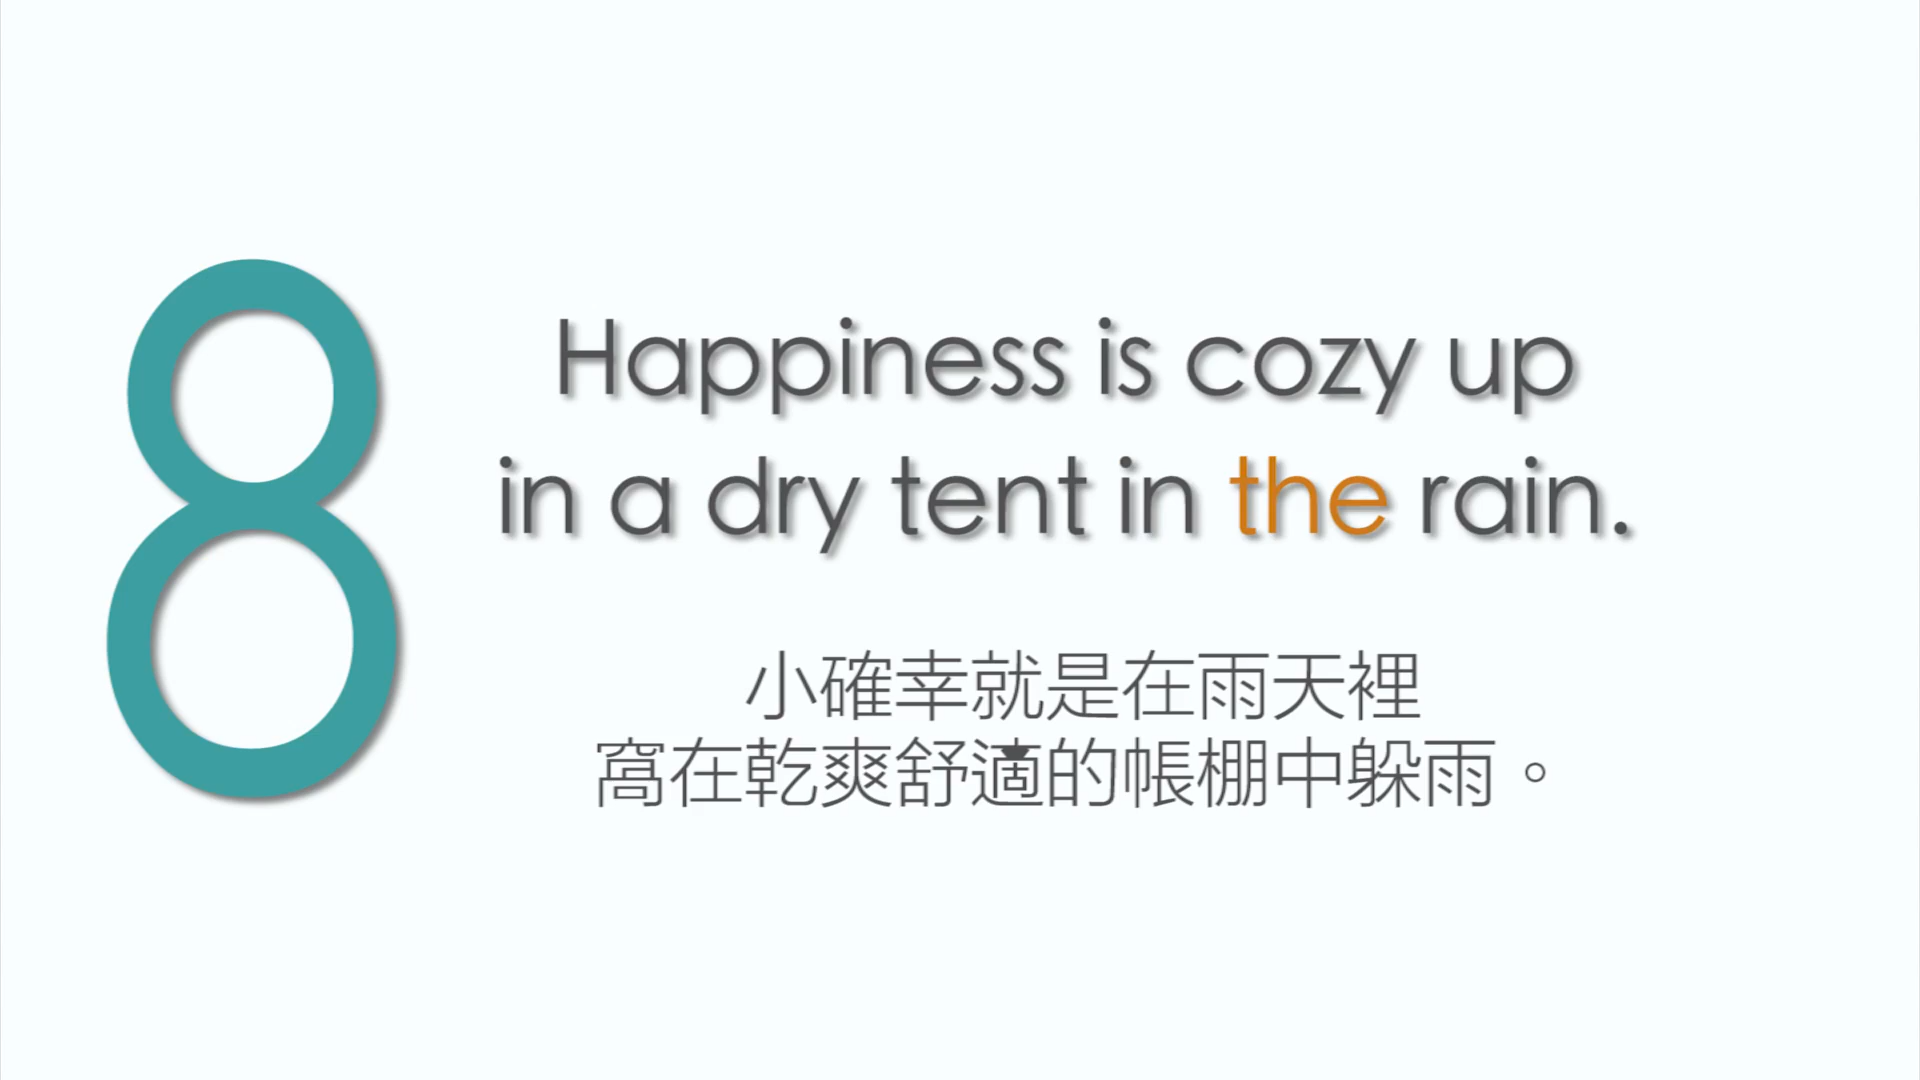 8
Happiness is cozy up
in a dry tent in the rain.
小確幸就是在雨天裡
窩在乾爽舒適的帳棚中躲雨。